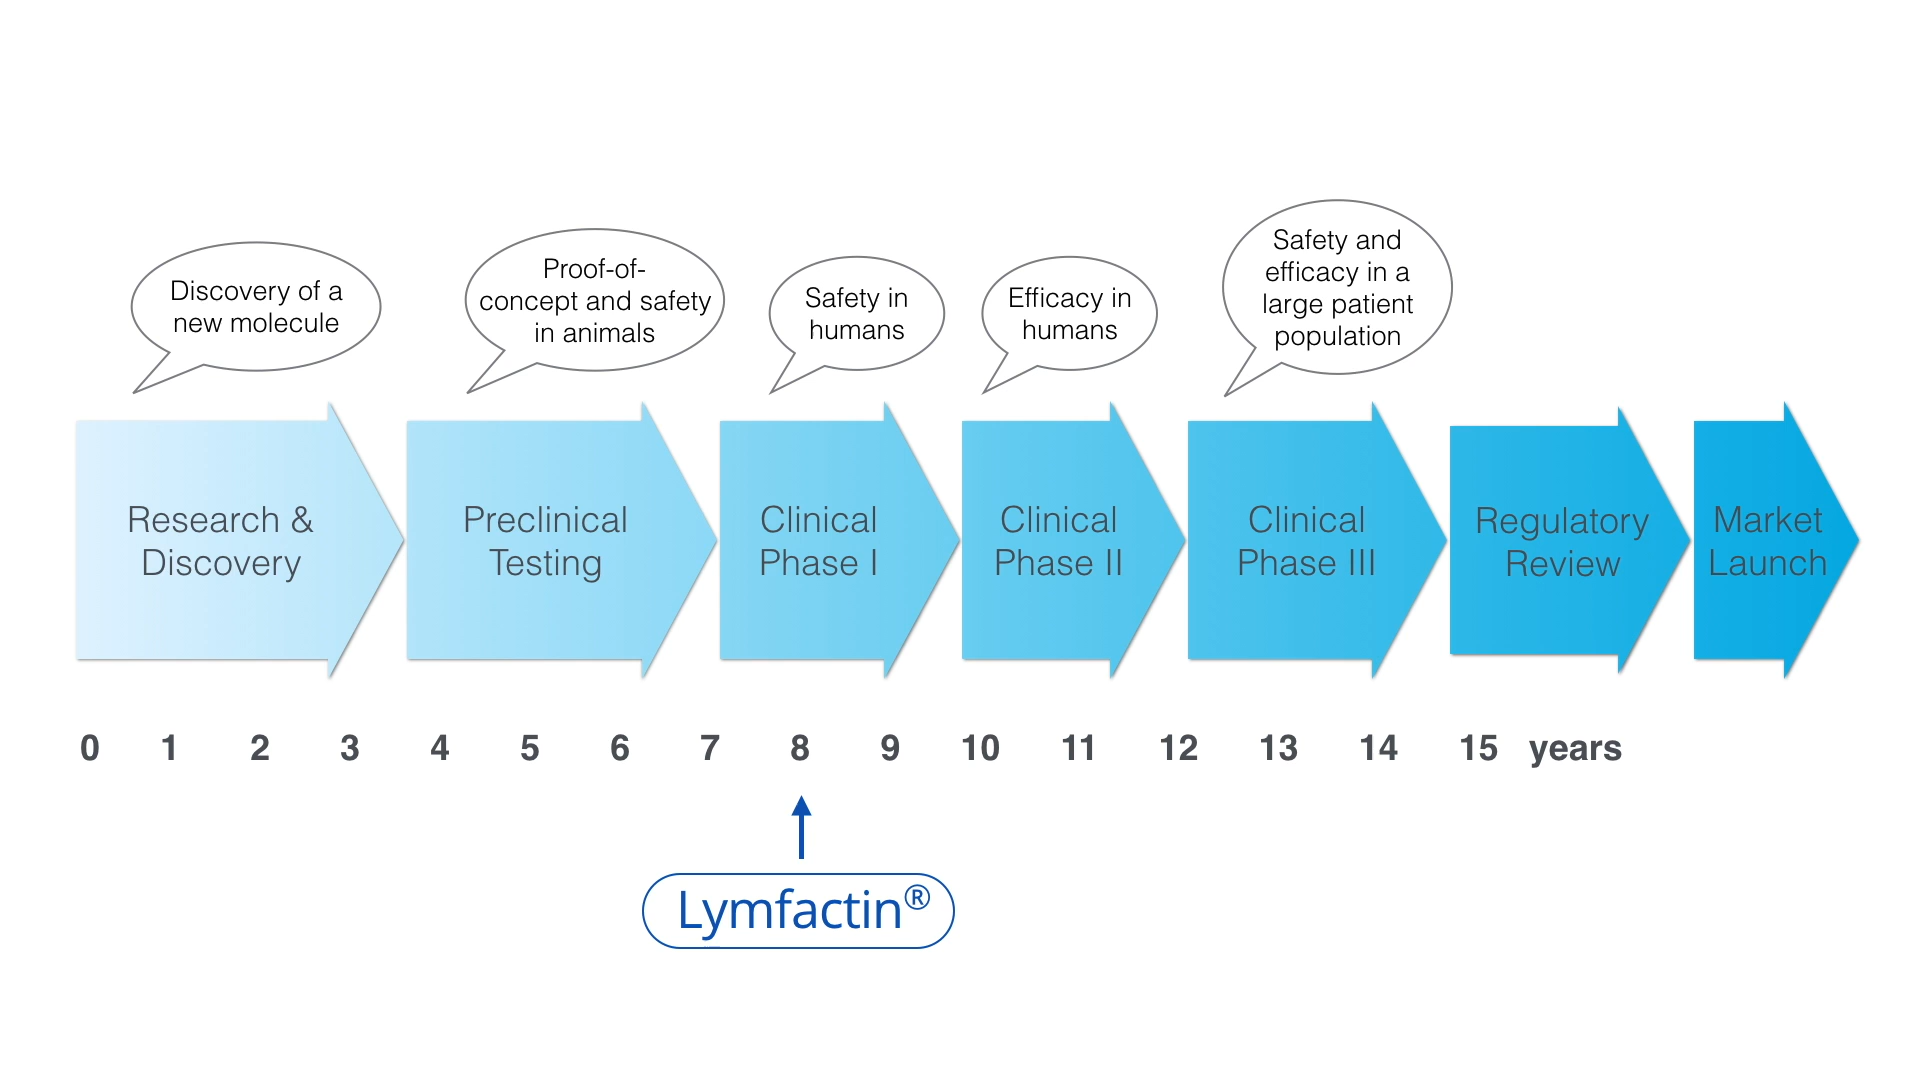 Discovery of a
new molecule
Proof-of-
concept and safety
in animals
Safety in
humans
Efficacy in
humans
Safety and
efficacy in a
large patient
population
Research &
Discovery
Preclinical
Testing
Clinical
Phase I
Clinical
Phase II
Clinical
Phase III
Regulatory
Review
Market
Launch
0 1 2 3 4 5 6 7 8 9 10 11 12 13 14 15 years
Lymfactin®